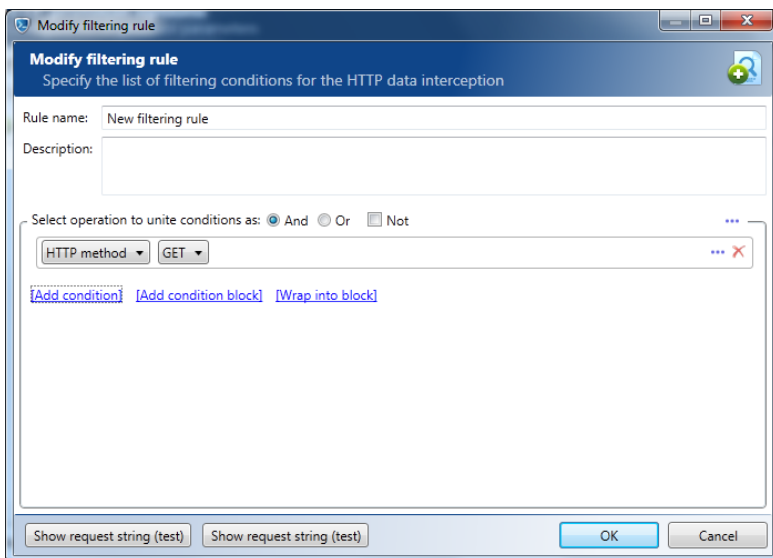 Modify filtering rule
Modify filtering rule
Specify the list of filtering conditions for the HTTP data interception
Rule name: New filtering rule
Description:
Select operation to unite conditions as: And Or Not
HTTP method GET
[Add condition] [Add condition block] [Wrap into block]
Show request string (test) Show request string (test) OK Cancel